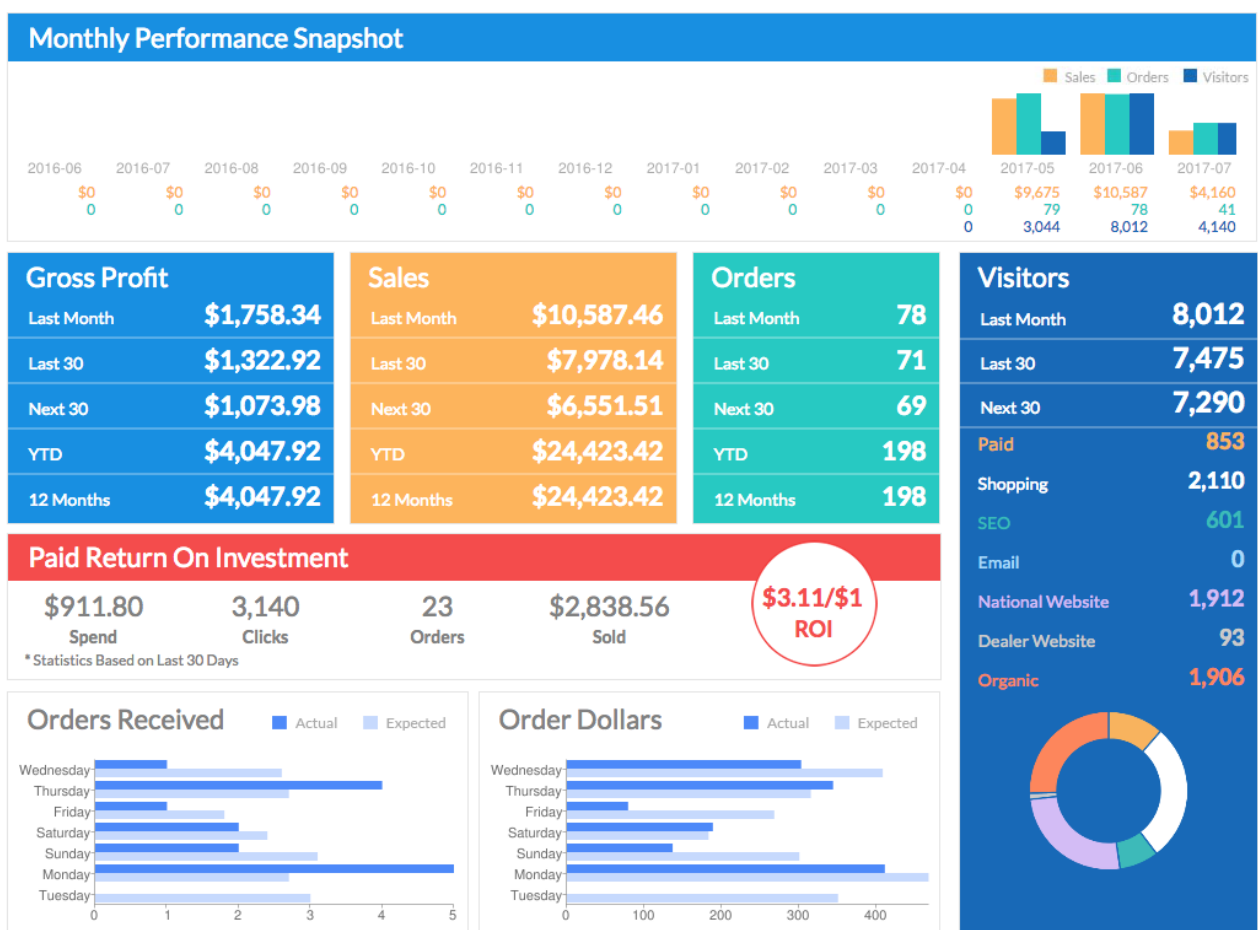 Monthly Performance Snapshot
Sales Orders Visitors
2016-06 2016-07 2016-08 2016-09 2016-10 2016-11 2016-12 2017-01 2017-02 2017-03 2017-04 2017-05 2017-06 2017-07
$0 $0 $0 $0 $0 $0 $0 $0 $0 $0 $0 $9,675 $10,587 $4,160
0 0 0 0 0 0 0 0 0 0 0 79 78 41
0 3,044 8,012 4,140
Gross Profit
Last Month $1,758.34
Last 30 $1,322.92
Next 30 $1,073.98
YTD $4,047.92
12 Months $4,047.92
Sales
Last Month $10,587.46
Last 30 $7,978.14
Next 30 $6,551.51
YTD $24,423.42
12 Months $24,423.42
Orders
Last Month 78
Last 30 71
Next 30 69
YTD 198
12 Months 198
Visitors
Last Month 8,012
Last 30 7,475
Next 30 7,290
Paid 853
Shopping 2,110
SEO 601
Email 0
National Website 1,912
Dealer Website 93
Organic 1,906
Paid Return On Investment
$911.80 3,140 23 $2,838.56 $3.11/$1
Spend Clicks Orders Sold ROI
* Statistics Based on Last 30 Days
Orders Received Actual Expected
Wednesday
Thursday
Friday
Saturday
Sunday
Monday
Tuesday
0 1 2 3 4 5
Order Dollars Actual Expected
Wednesday
Thursday
Friday
Saturday
Sunday
Monday
Tuesday
0 100 200 300 400